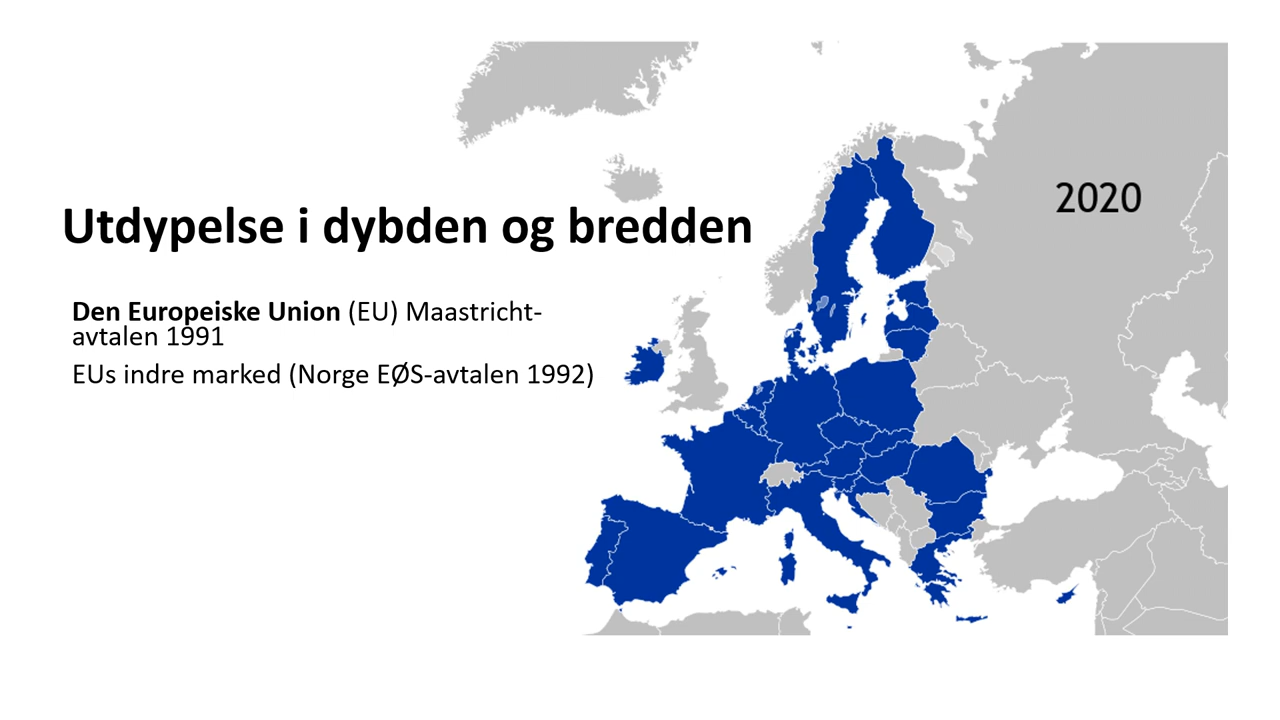 2020
Utdypelse i dybden og bredden
Den Europeiske Union (EU) Maastricht-
avtalen 1991
EUs indre marked (Norge EØS-avtalen 1992)